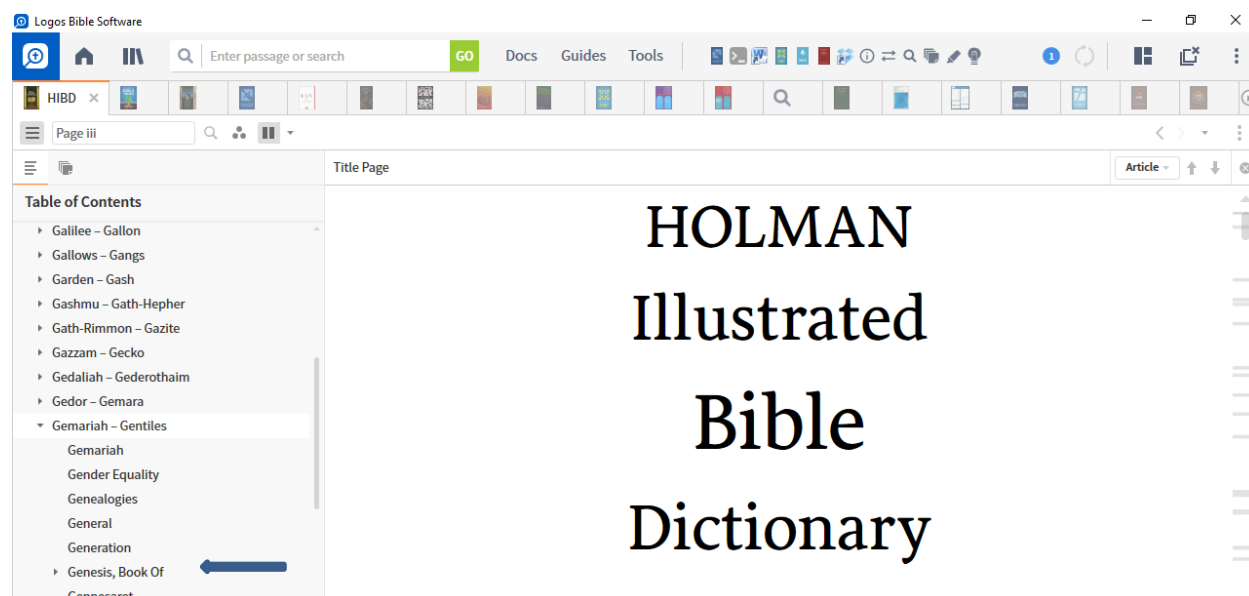 Logos Bible Software
Enter passage or search
GO
Docs
Guides
Tools
1
HIBD
Page iii
Title Page
Article
Table of Contents
Galilee – Gallon
Gallows – Gangs
Garden – Gash
Gashmu – Gath-Hepher
Gath-Rimmon – Gazite
Gazzam – Gecko
Gedaliah – Gederothaim
Gedor – Gemara
Gemariah – Gentiles
Gemariah
Gender Equality
Genealogies
General
Generation
Genesis, Book Of
HOLMAN
Illustrated
Bible
Dictionary